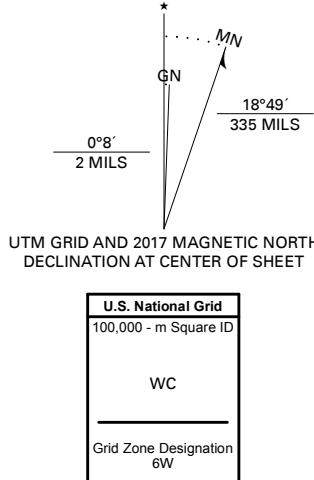 ★
MN
GN
18°49´
335 MILS
0°8´
2 MILS
UTM GRID AND 2017 MAGNETIC NORTH
DECLINATION AT CENTER OF SHEET
U.S. National Grid
100,000 - m Square ID
WC
Grid Zone Designation
6W